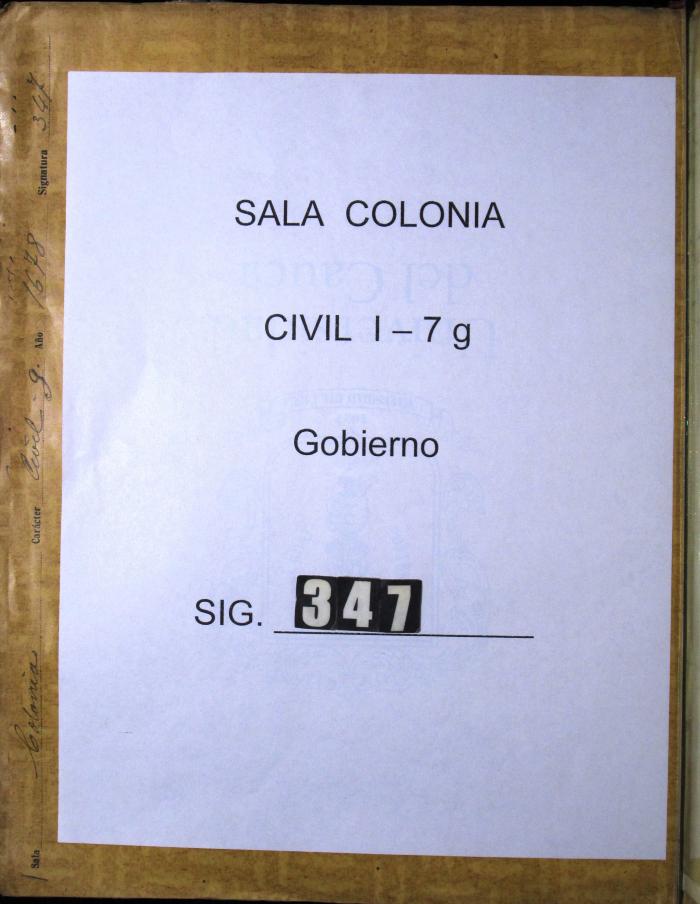 SALA COLONIA
CIVIL I – 7 g
Gobierno
SIG. 347
Sala Colonia Carácter Civil - g. Año 1678 Signatura 347